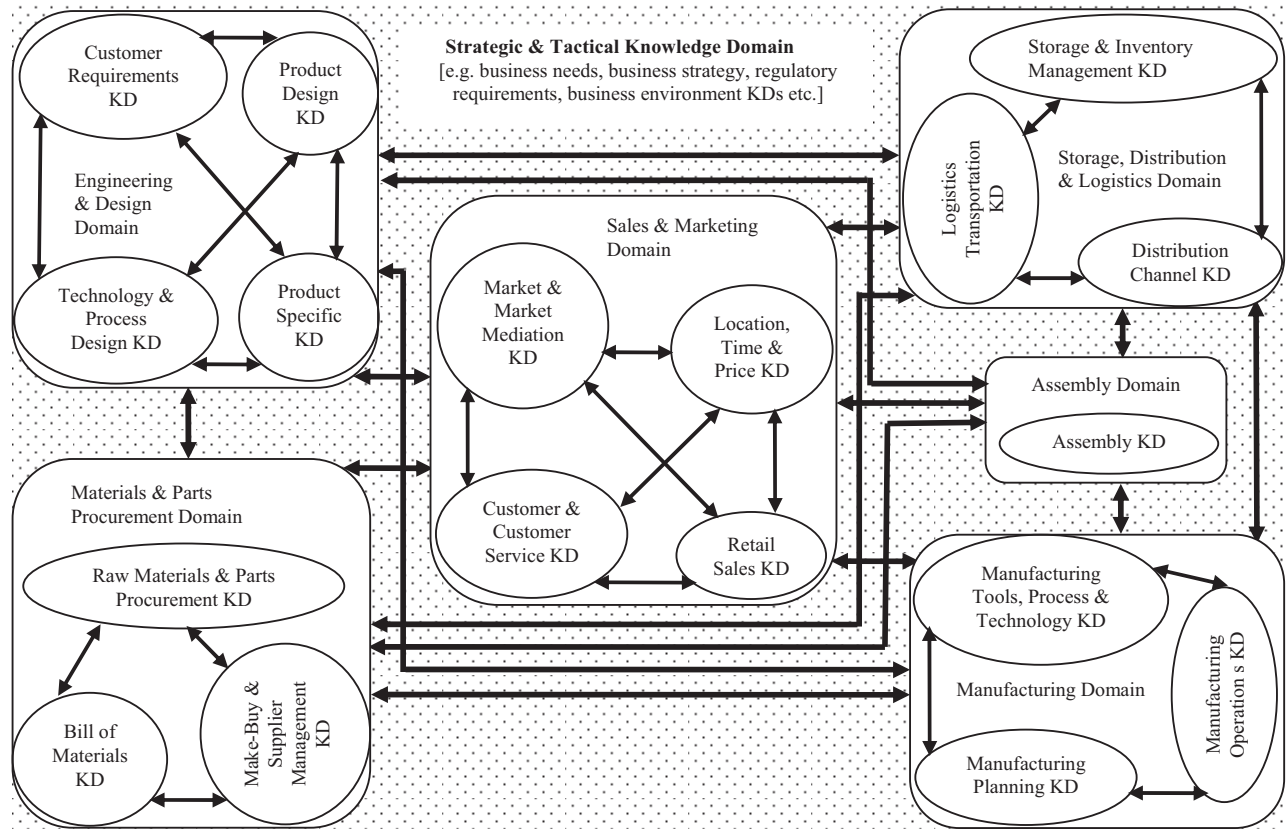 Customer
Requirements
KD
Product
Design
KD
Engineering
& Design
Domain
Technology &
Process
Design KD
Product
Specific
KD
Strategic & Tactical Knowledge Domain
[e.g. business needs, business strategy, regulatory
requirements, business environment KDs etc.]
Storage & Inventory
Management KD
Logistics
Transportation
KD
Storage, Distribution
& Logistics Domain
Distribution
Channel KD
Sales & Marketing
Domain
Market &
Market
Mediation
KD
Location,
Time &
Price KD
Customer &
Customer
Service KD
Retail
Sales KD
Assembly Domain
Assembly KD
Materials & Parts
Procurement Domain
Raw Materials & Parts
Procurement KD
Bill of
Materials
KD
Make-Buy &
Supplier
Management
KD
Manufacturing
Tools, Process &
Technology KD
Manufacturing
Operation s KD
Manufacturing Domain
Manufacturing
Planning KD